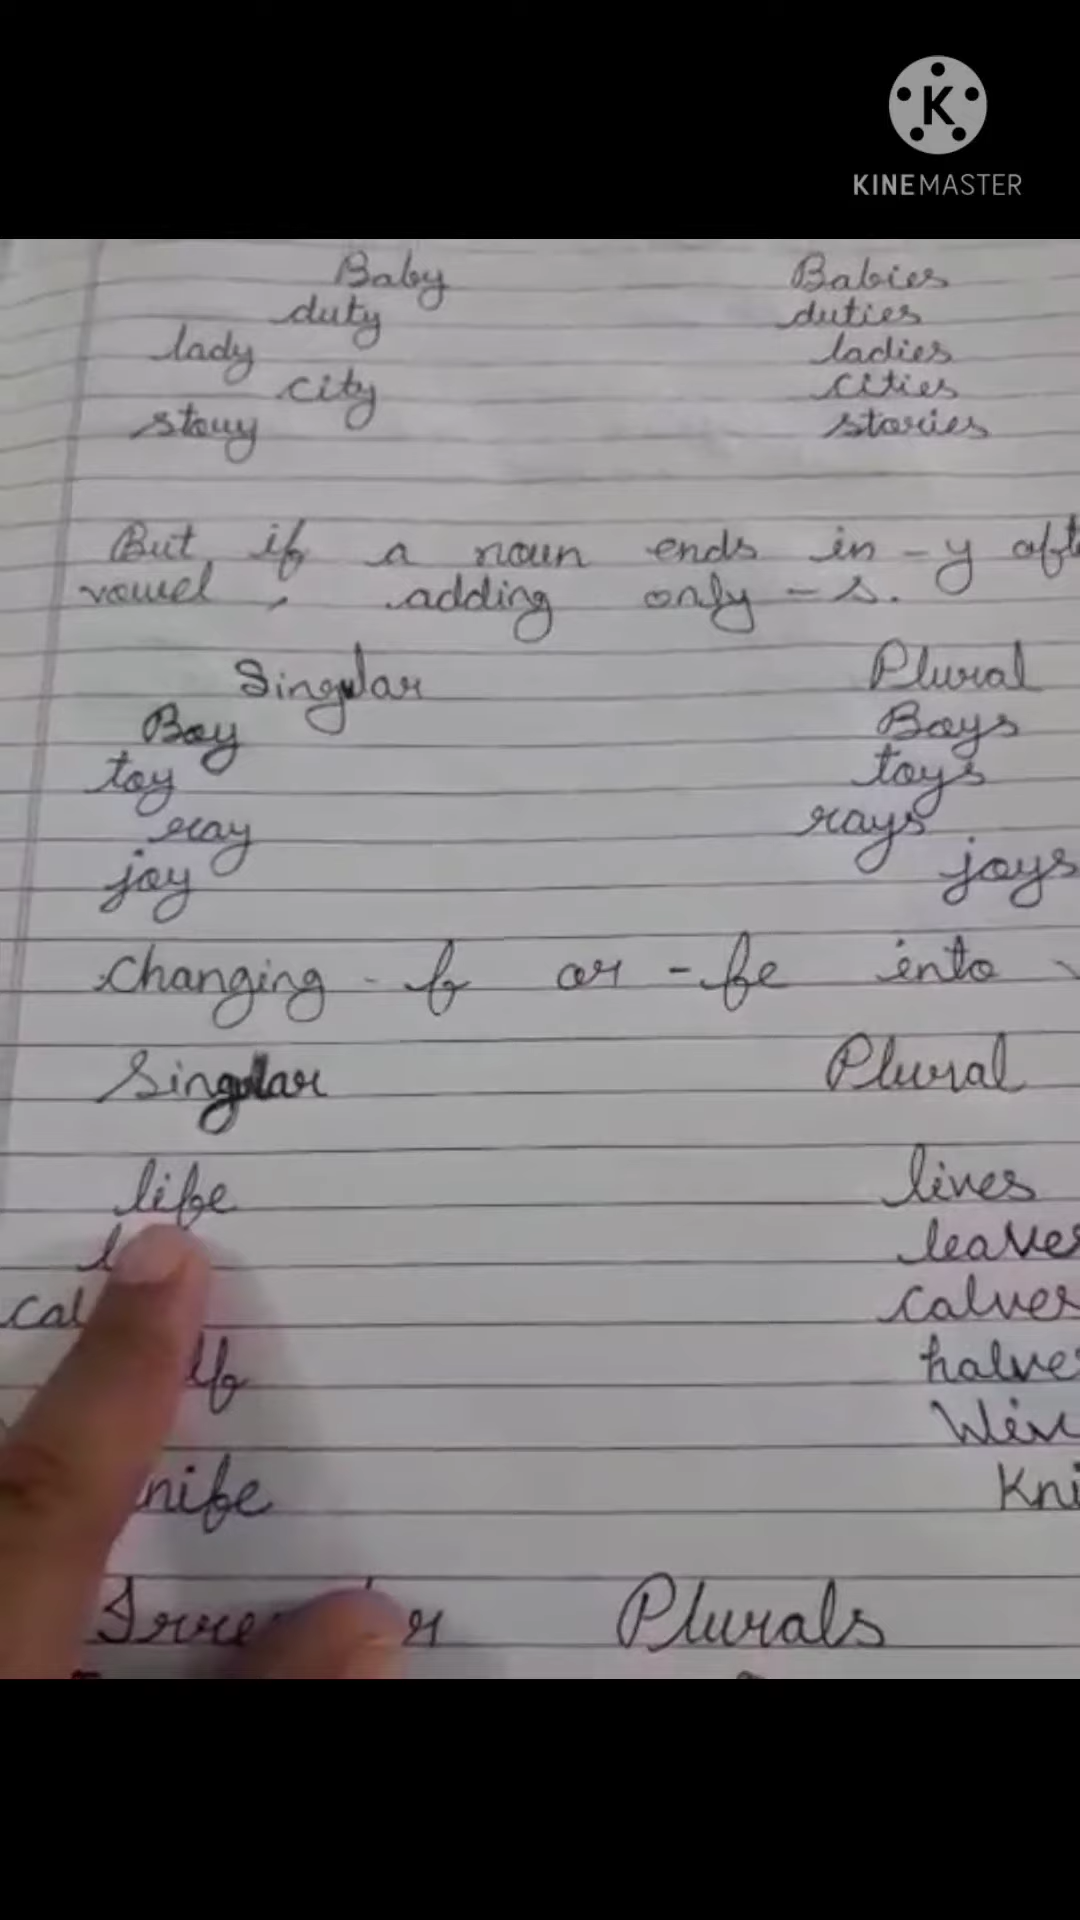 KINEMASTER
Baby Babies
duty duties
lady ladies
city cities
story stories
But if a noun ends in -y
vowel, adding only -s.
Singular Plural
Boy Boys
toy toys
ray rays
joy joys
Changing -f or -fe into
Singular Plural
life lives
leaves
calves
halves
nife
Plurals